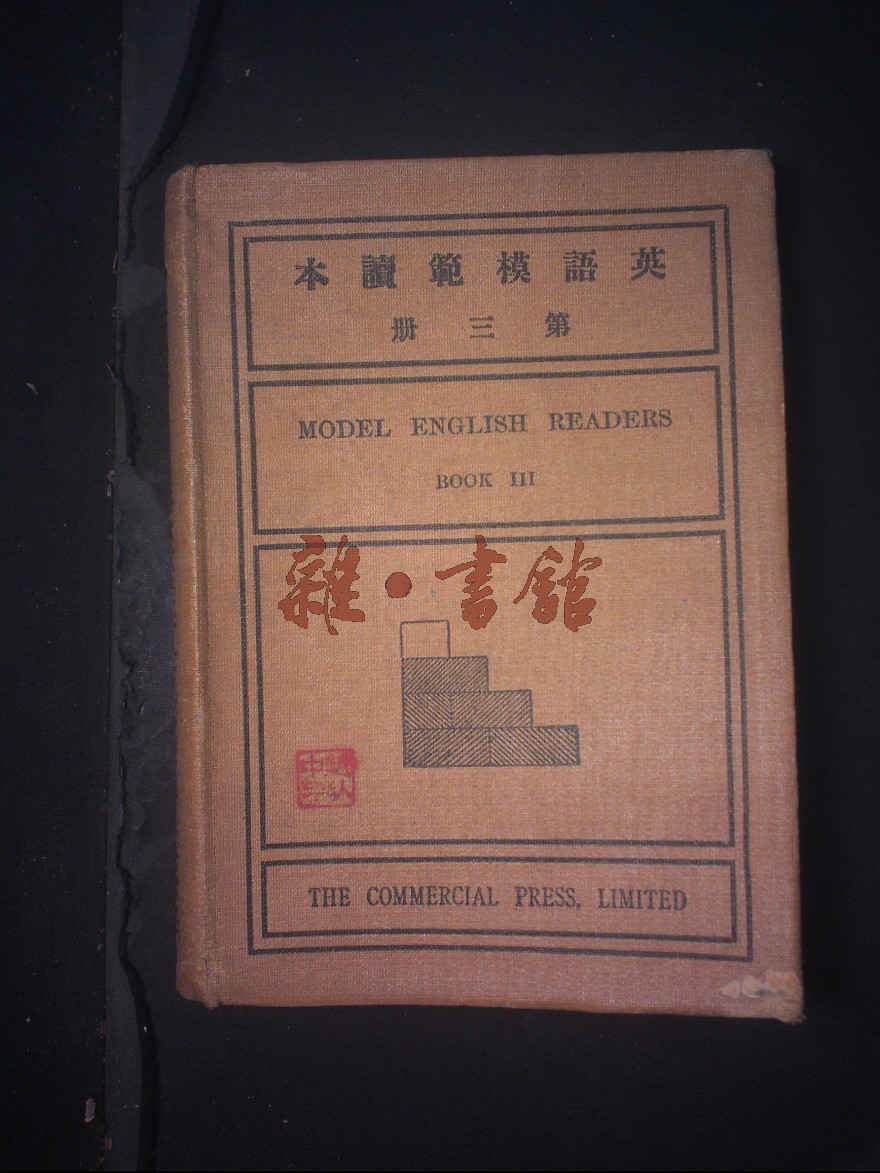 英語模範讀本
第三册
MODEL ENGLISH READERS
BOOK III
雜·書館
THE COMMERCIAL PRESS, LIMITED